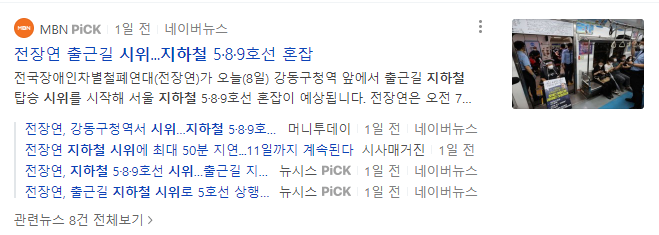 MBN PiCK 1일 전 네이버뉴스
전장연 출근길 시위...지하철 5·8·9호선 혼잡
전국장애인차별철폐연대(전장연)가 오늘(8일) 강동구청역 앞에서 출근길 지하철
탑승 시위를 시작해 서울 지하철 5·8·9호선 혼잡이 예상됩니다. 전장연은 오전 7...
전장연, 강동구청역서 시위...지하철 5·8·9호... 머니투데이 1일 전 네이버뉴스
전장연 지하철 시위에 최대 50분 지연...11일까지 계속된다 시사매거진 1일 전
전장연, 지하철 5·8·9호선 시위...출근길 지... 뉴시스 PiCK 1일 전 네이버뉴스
전장연, 출근길 지하철 시위로 5호선 상행... 뉴시스 PiCK 1일 전 네이버뉴스
관련뉴스 8건 전체보기 >